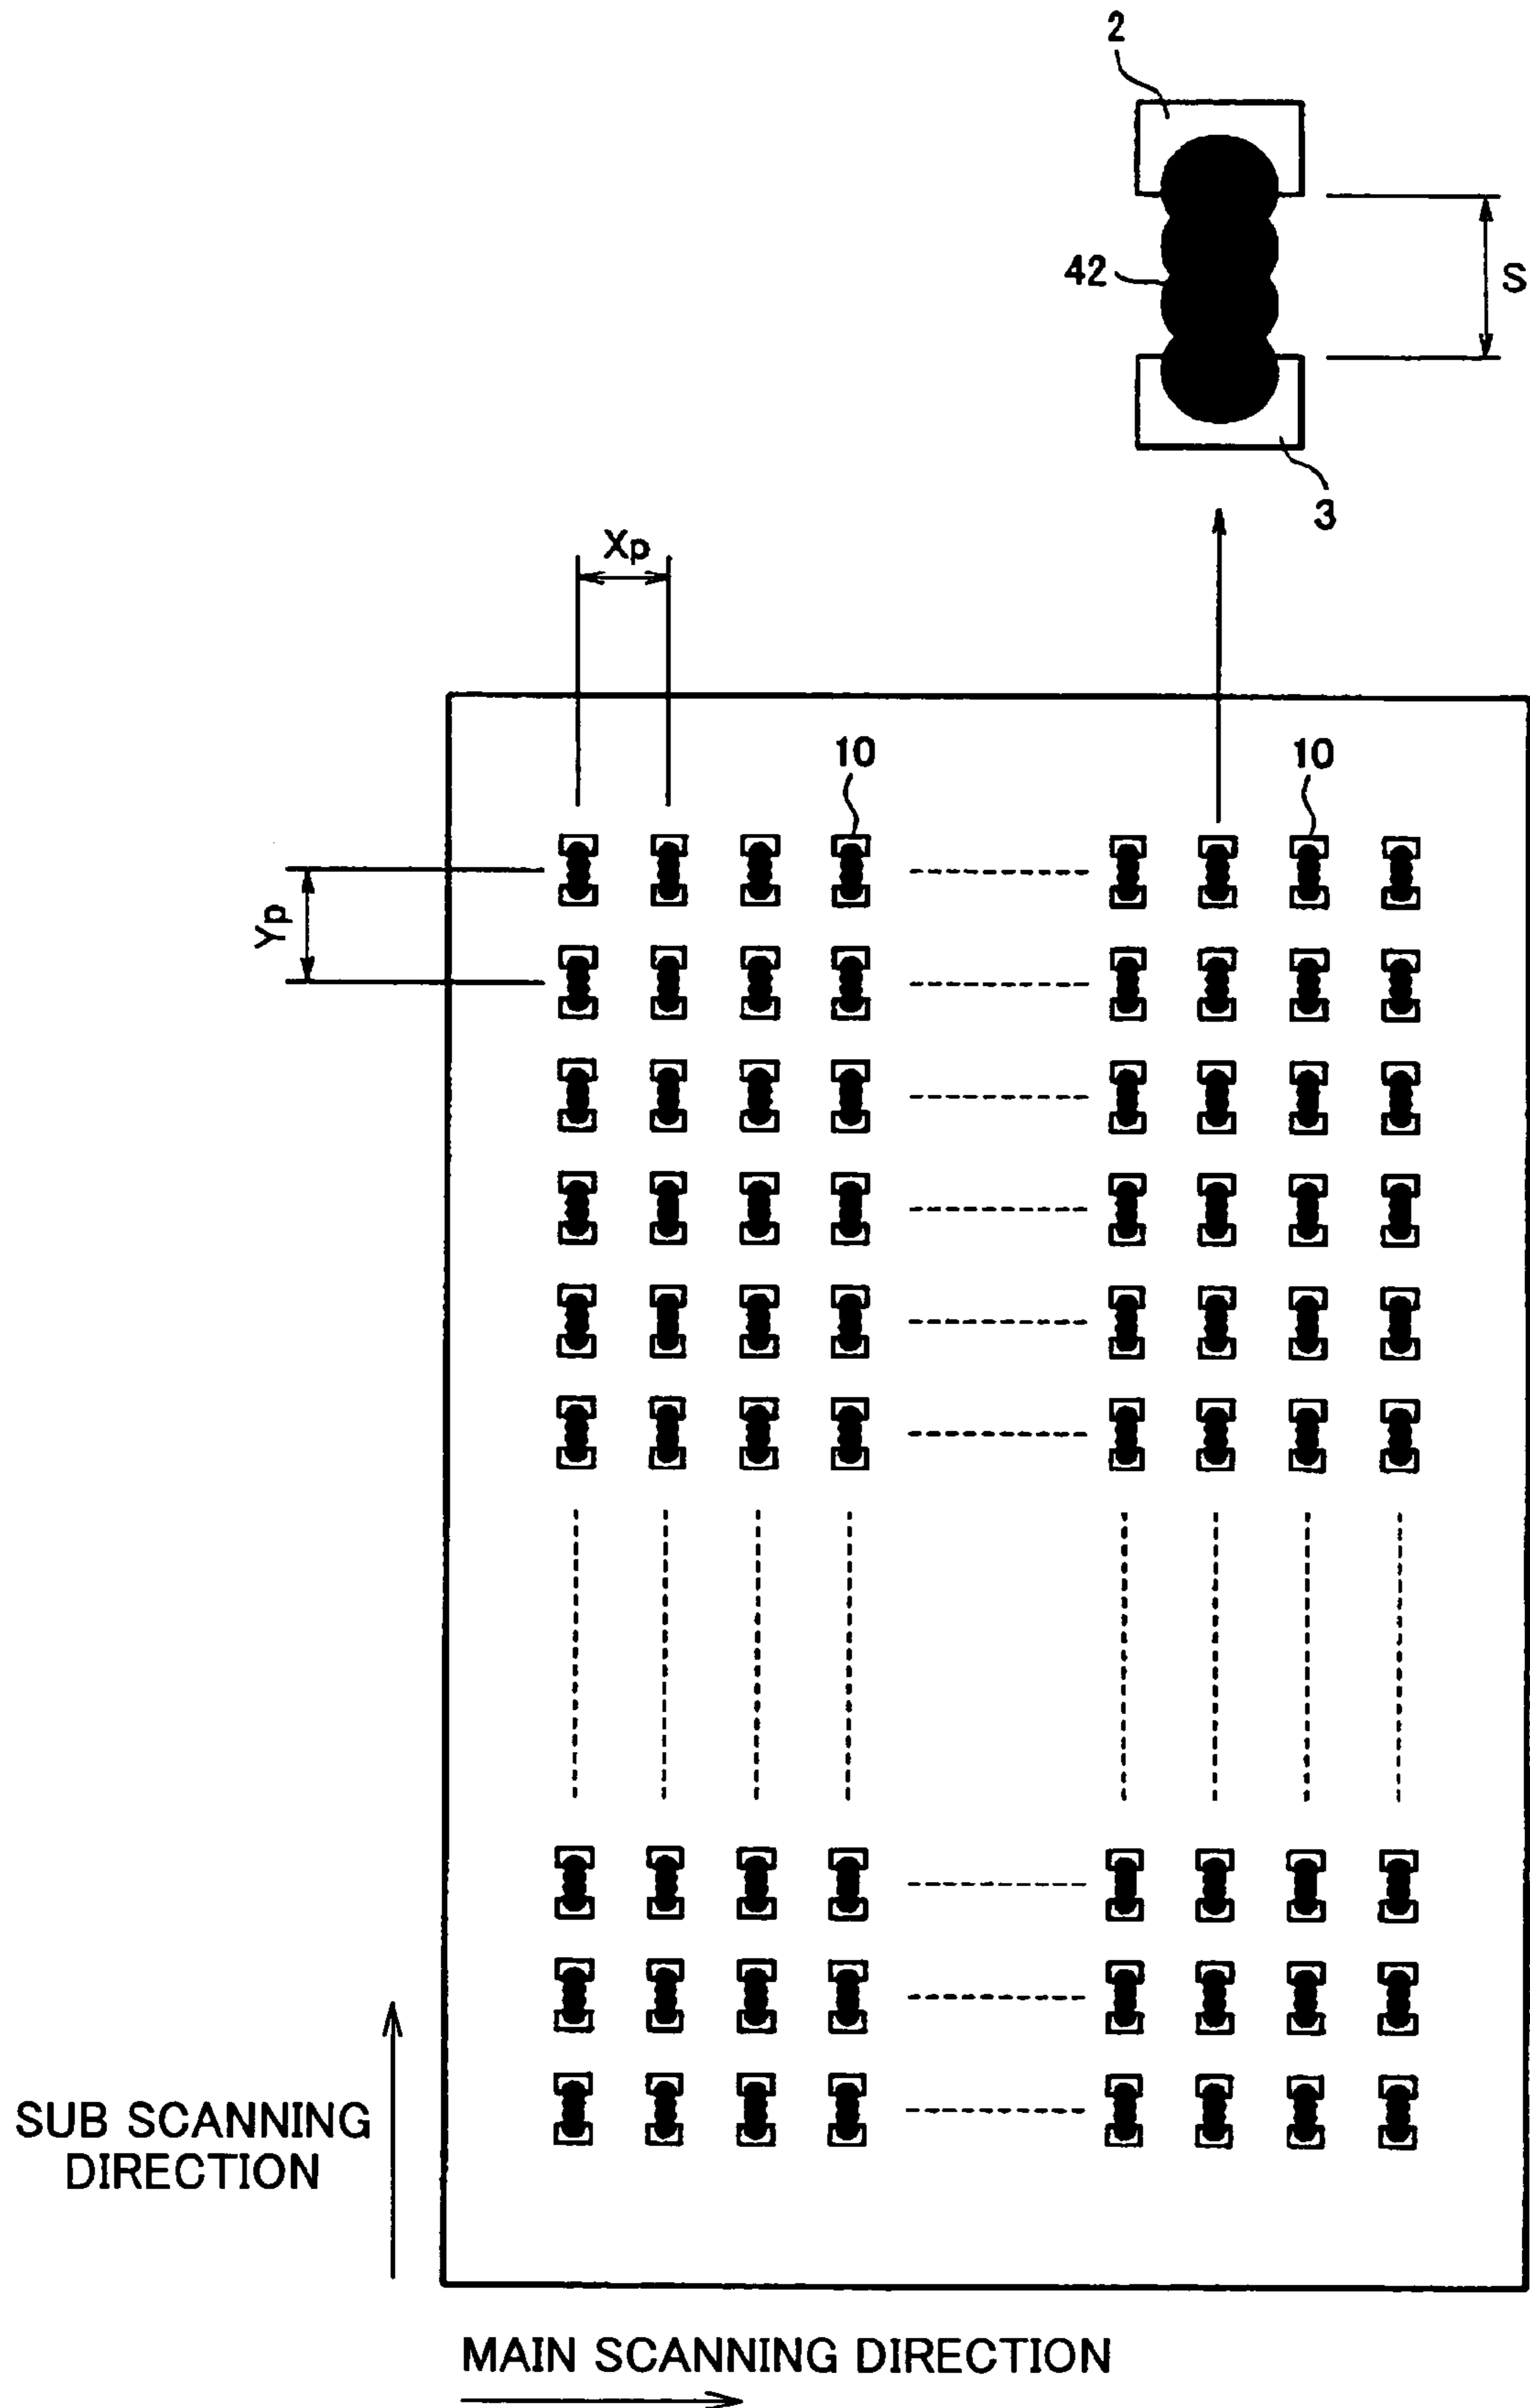 2
42
S
3
Xp
10
10
Yp
SUB SCANNING
DIRECTION
MAIN SCANNING DIRECTION